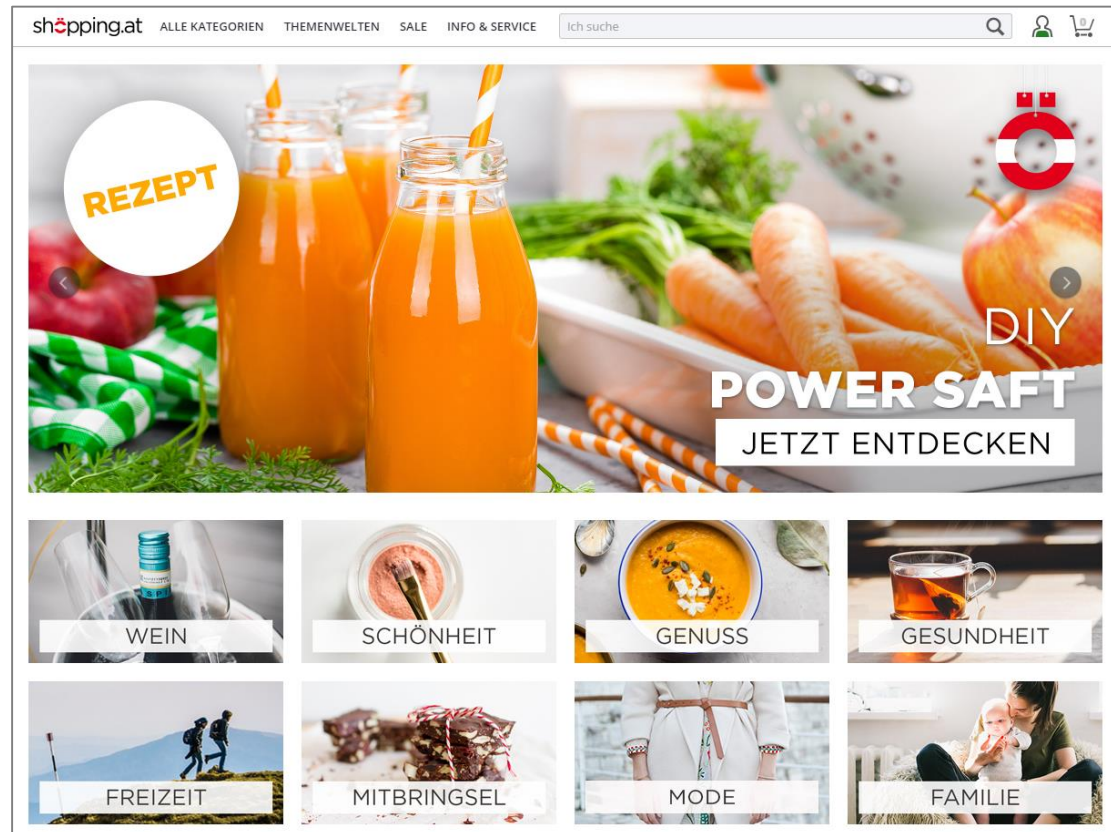 shöpping.at ALLE KATEGORIEN THEMENWELTEN SALE INFO & SERVICE Ich suche 0
REZEPT
Ö
DIY
POWER SAFT
JETZT ENTDECKEN
WEIN SCHÖNHEIT GENUSS GESUNDHEIT
FREIZEIT MITBRINGSEL MODE FAMILIE